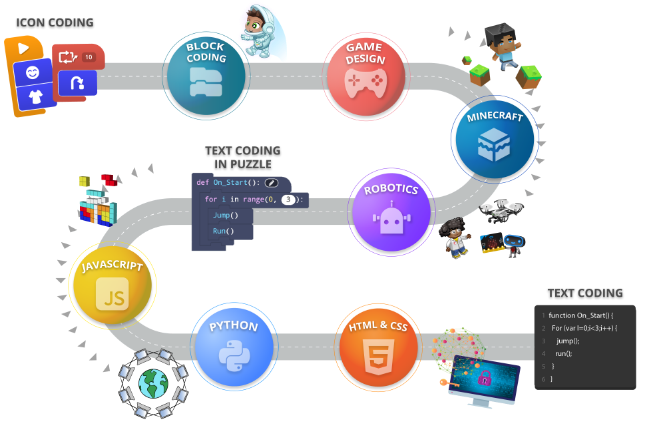 ICON CODING
10
BLOCK
CODING
GAME
DESIGN
MINECRAFT
TEXT CODING
IN PUZZLE
def On_Start():
for i in range(0, 3):
Jump()
Run()
ROBOTICS
JAVASCRIPT
JS
PYTHON
HTML & CSS
5
TEXT CODING
1 function On_Start() {
2 For (var I=0;i<3;i++) {
3 jump();
4 run();
5 }
6 }